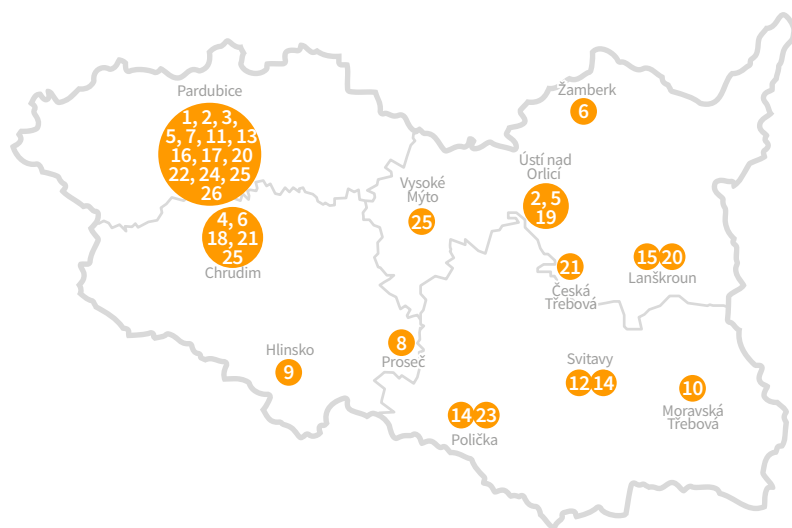 Pardubice
1, 2, 3,
5, 7, 11, 13
16, 17, 20
22, 24, 25
26
4, 6
18, 21
25
Chrudim
Žamberk
6
Ústí nad
Orlicí
2, 5
19
Vysoké
Mýto
25
21
Česká
Třebová
15 20
Lanškroun
Hlinsko
9
8
Proseč
Svitavy
12 14
10
Moravská
Třebová
14 23
Polička